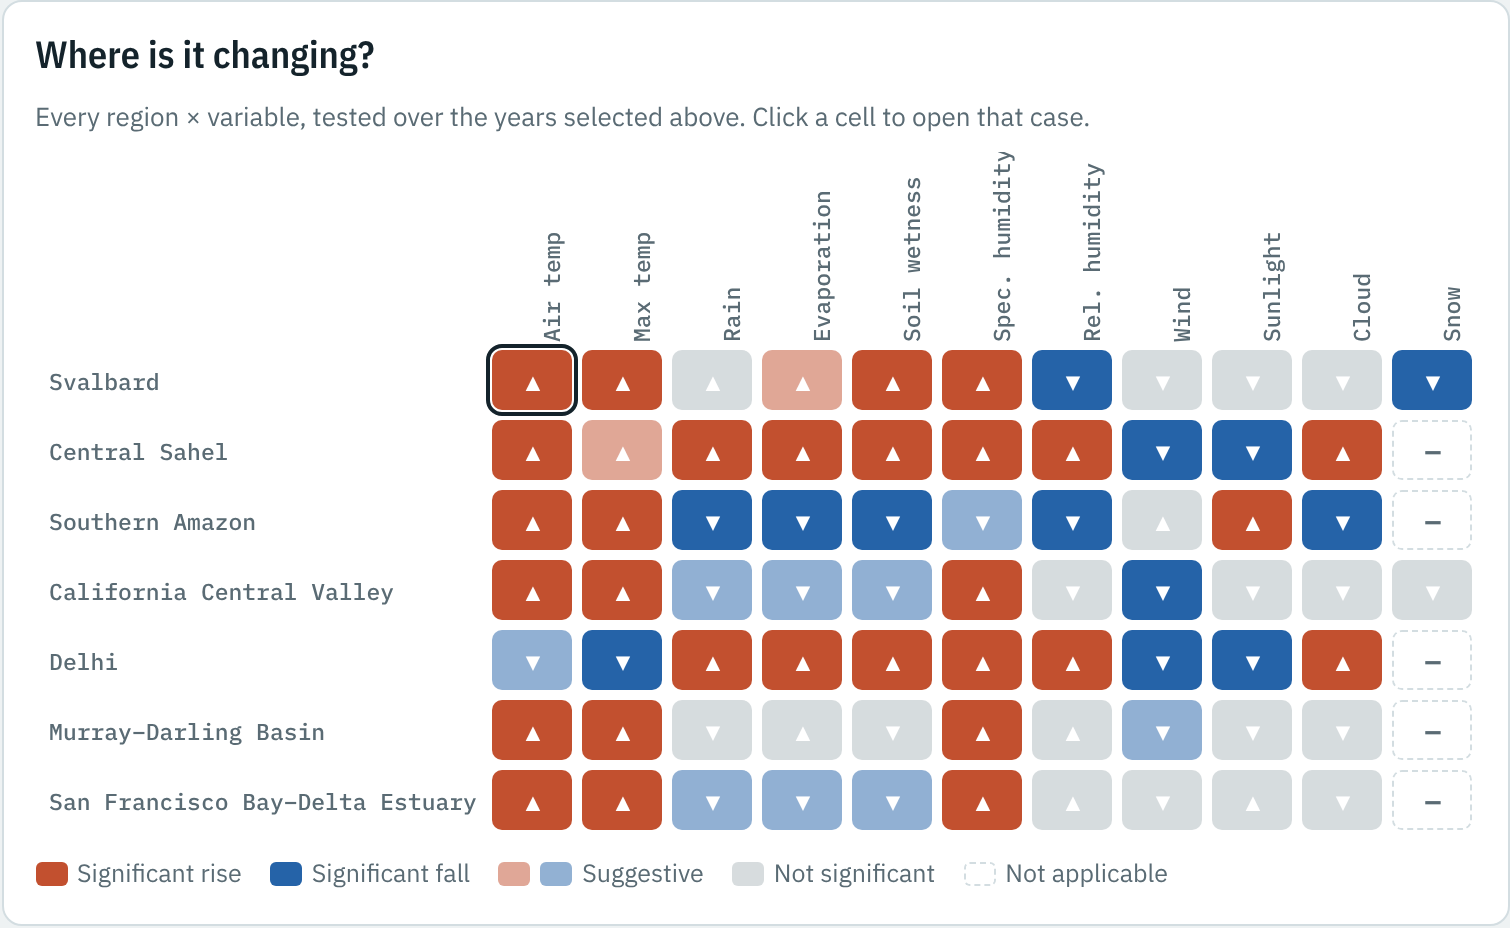 Where is it changing?
Every region × variable, tested over the years selected above. Click a cell to open that case.
Air temp
Max temp
Rain
Evaporation
Soil wetness
Spec. humidity
Rel. humidity
Wind
Sunlight
Cloud
Snow
Svalbard ▲ ▲ ▲ ▲ ▲ ▲ ▼ ▼ ▼ ▼ ▼
Central Sahel ▲ ▲ ▲ ▲ ▲ ▲ ▲ ▼ ▼ ▲ –
Southern Amazon ▲ ▲ ▼ ▼ ▼ ▼ ▼ ▲ ▲ ▼ –
California Central Valley ▲ ▲ ▼ ▼ ▼ ▲ ▼ ▼ ▼ ▼ ▼
Delhi ▼ ▼ ▲ ▲ ▲ ▲ ▲ ▼ ▼ ▲ –
Murray–Darling Basin ▲ ▲ ▼ ▲ ▼ ▲ ▲ ▼ ▼ ▼ –
San Francisco Bay–Delta Estuary ▲ ▲ ▼ ▼ ▼ ▲ ▲ ▼ ▲ ▼ –
Significant rise Significant fall Suggestive Not significant Not applicable